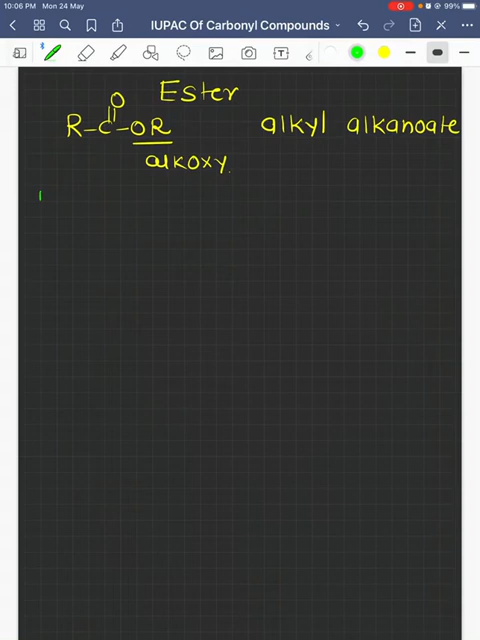 10:06 PM Mon 24 May 99%
IUPAC Of Carbonyl Compounds
Ester
O
R-C-OR alkyl alkanoate
alkoxy.